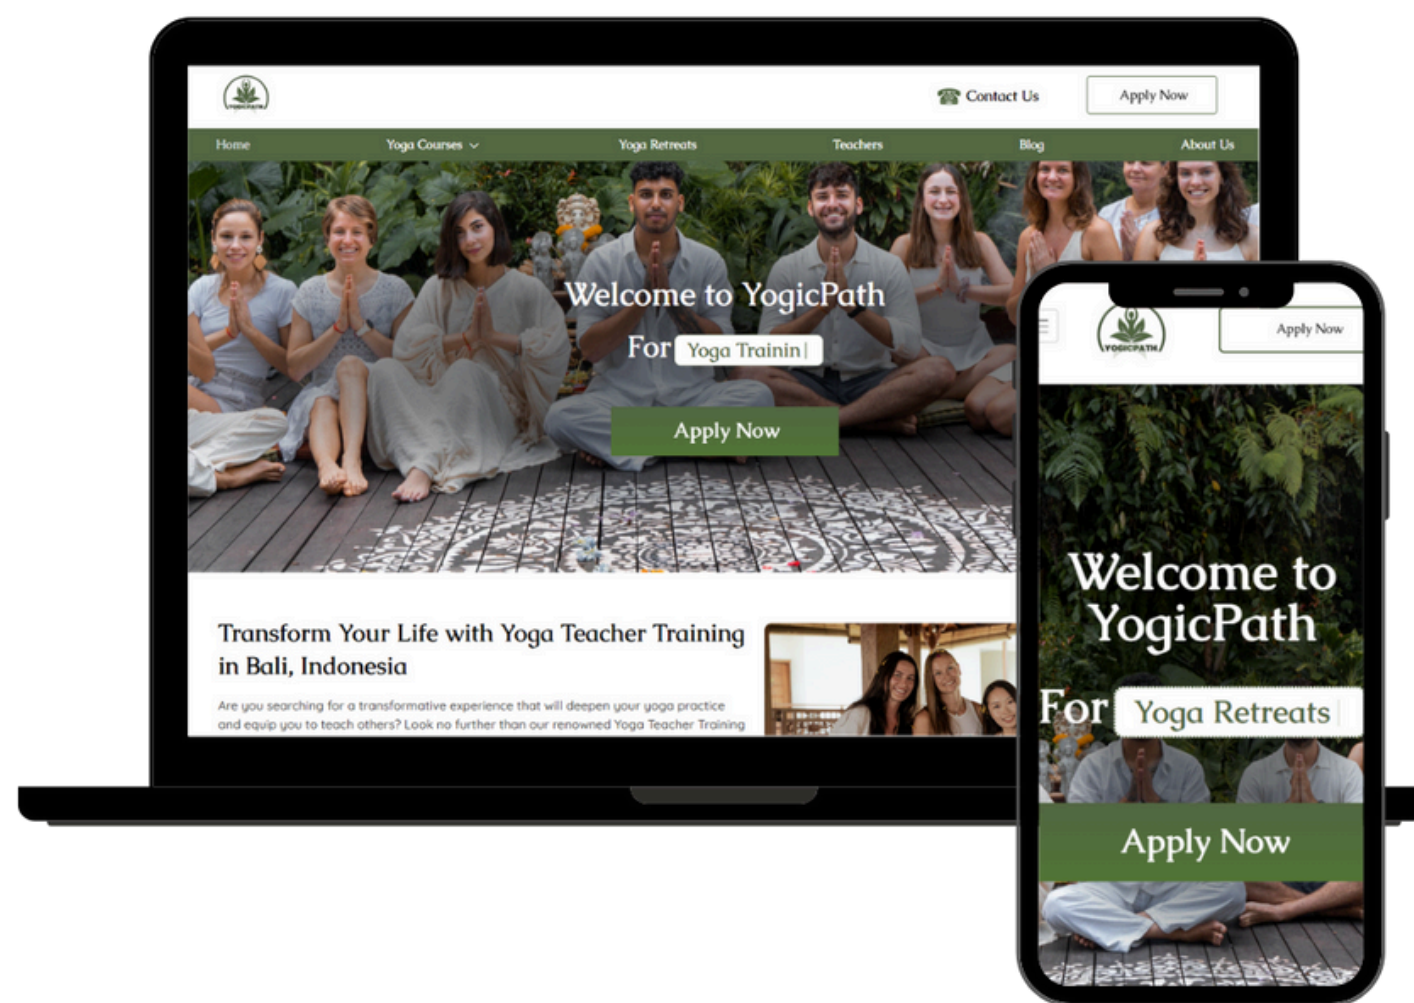 YOGICPATH
Contact Us
Apply Now
Home
Yoga Courses
Yoga Retreats
Teachers
Blog
About Us
Welcome to YogicPath
For Yoga Trainin|
Apply Now
Transform Your Life with Yoga Teacher Training
in Bali, Indonesia
Are you searching for a transformative experience that will deepen your yoga practice
and equip you to teach others? Look no further than our renowned Yoga Teacher Training
YOGICPATH
Apply Now
Welcome to
YogicPath
For Yoga Retreats|
Apply Now